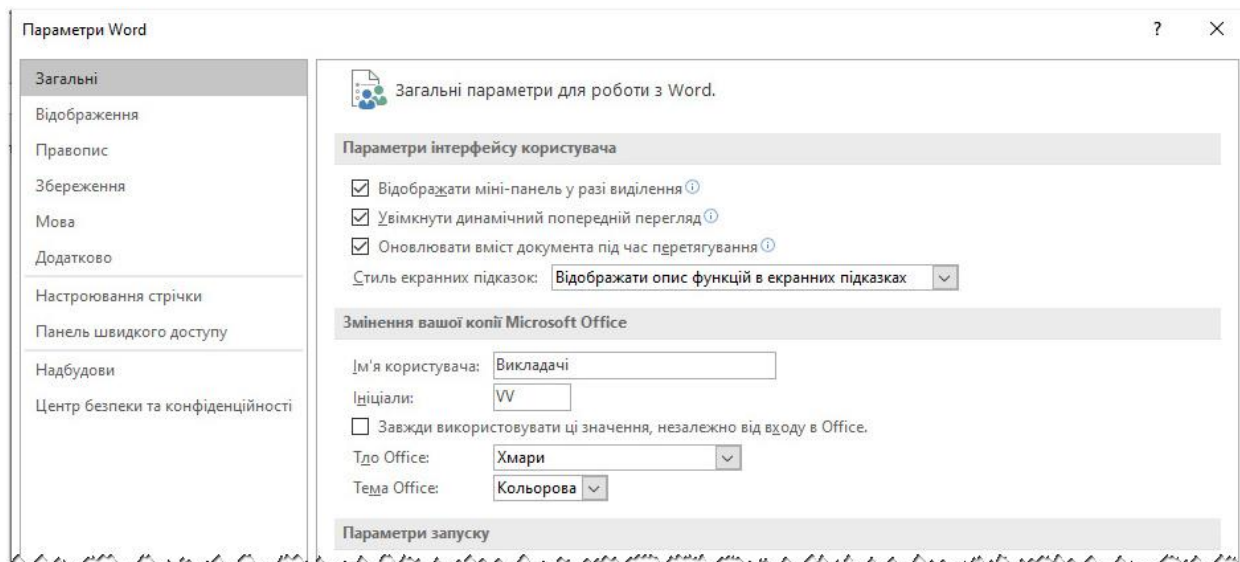 Параметри Word
?
Загальні
Відображення
Правопис
Збереження
Мова
Додатково
Настроювання стрічки
Панель швидкого доступу
Надбудови
Центр безпеки та конфіденційності
Загальні параметри для роботи з Word.
Параметри інтерфейсу користувача
Відображати міні-панель у разі виділення
Увімкнути динамічний попередній перегляд
Оновлювати вміст документа під час перетягування
Стиль екранних підказок: Відображати опис функцій в екранних підказках
Змінення вашої копії Microsoft Office
Ім'я користувача: Викладачі
Ініціали: VV
Завжди використовувати ці значення, незалежно від входу в Office.
Тло Office: Хмари
Тема Office: Кольорова
Параметри запуску